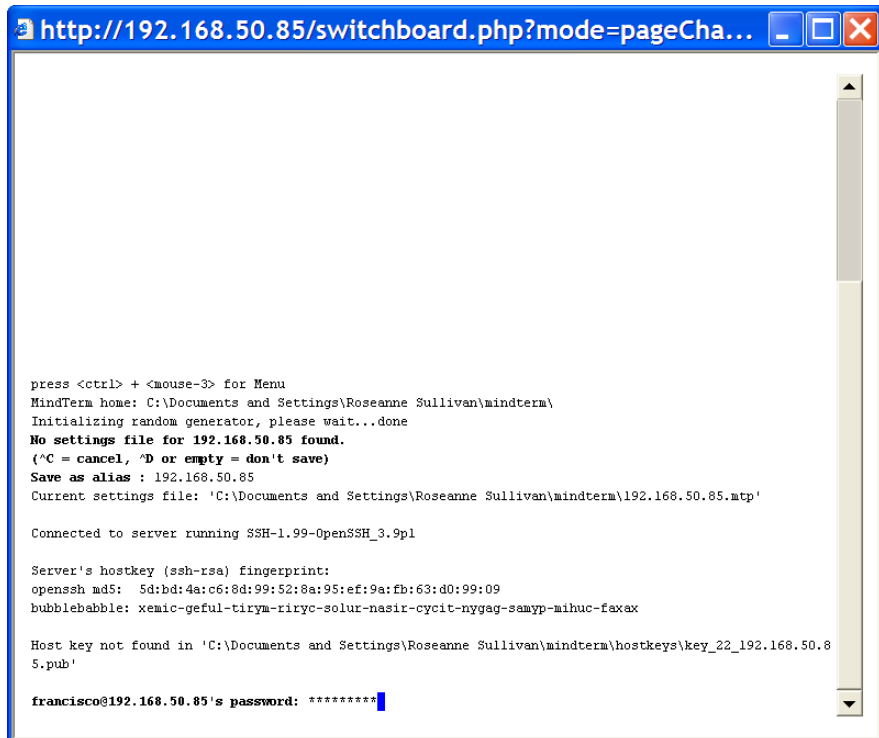 http://192.168.50.85/switchboard.php?mode=pageCha...
press <ctrl> + <mouse-3> for Menu
MindTerm home: C:\Documents and Settings\Roseanne Sullivan\mindterm\
Initializing random generator, please wait...done
No settings file for 192.168.50.85 found.
(^C = cancel, ^D or empty = don't save)
Save as alias : 192.168.50.85
Current settings file: 'C:\Documents and Settings\Roseanne Sullivan\mindterm\192.168.50.85.mtp'
Connected to server running SSH-1.99-OpenSSH_3.9p1
Server's hostkey (ssh-rsa) fingerprint:
openssh md5:  5d:bd:4a:c6:8d:99:52:8a:95:ef:9a:fb:63:d0:99:09
bubblebabble: xemic-geful-tirym-riryc-solur-nasir-cycit-nygag-samyp-mihuc-faxax
Host key not found in 'C:\Documents and Settings\Roseanne Sullivan\mindterm\hostkeys\key_22_192.168.50.8
5.pub'
francisco@192.168.50.85's password: *********